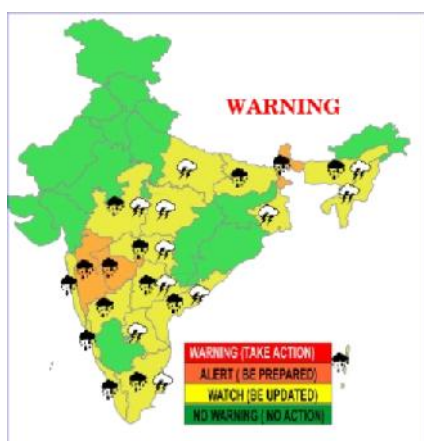 WARNING
WARNING (TAKE ACTION)
ALERT ( BE PREPARED)
WATCH (BE UPDATED)
NO WARNING ( NO ACTION)